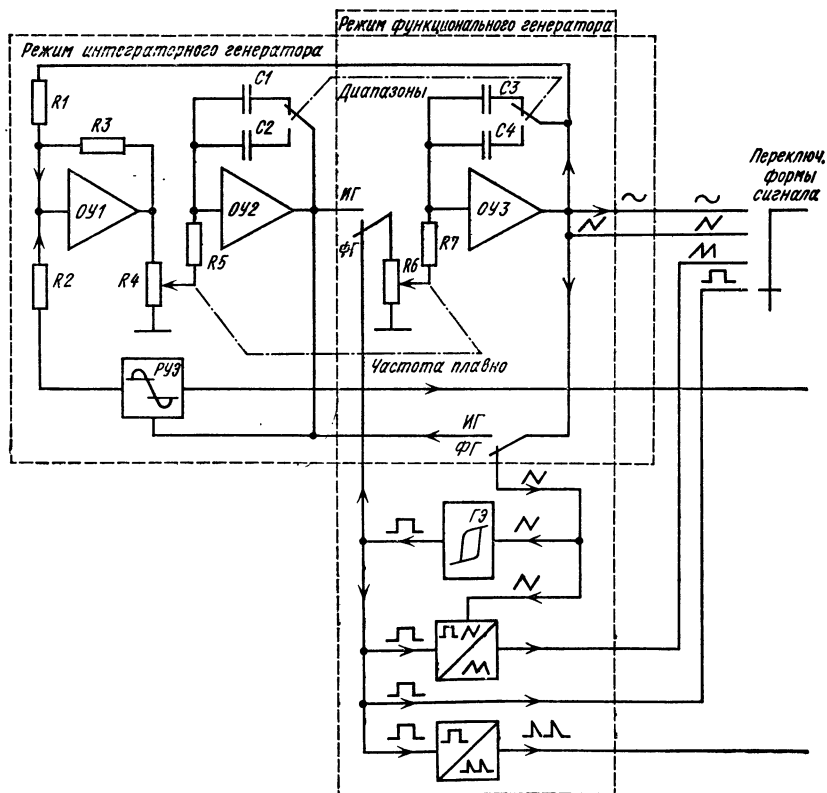 Режим функционального генератора
Режим интеграторного генератора
C1
Диапазоны
C3
R1
R3
C2
C4
Переключ.
формы
сигнала
ОУ1
ОУ2
ИГ
ОУ3
ФГ
R2
R4
R5
R6
R7
Частота плавно
РУЭ
ИГ
ФГ
ГЭ